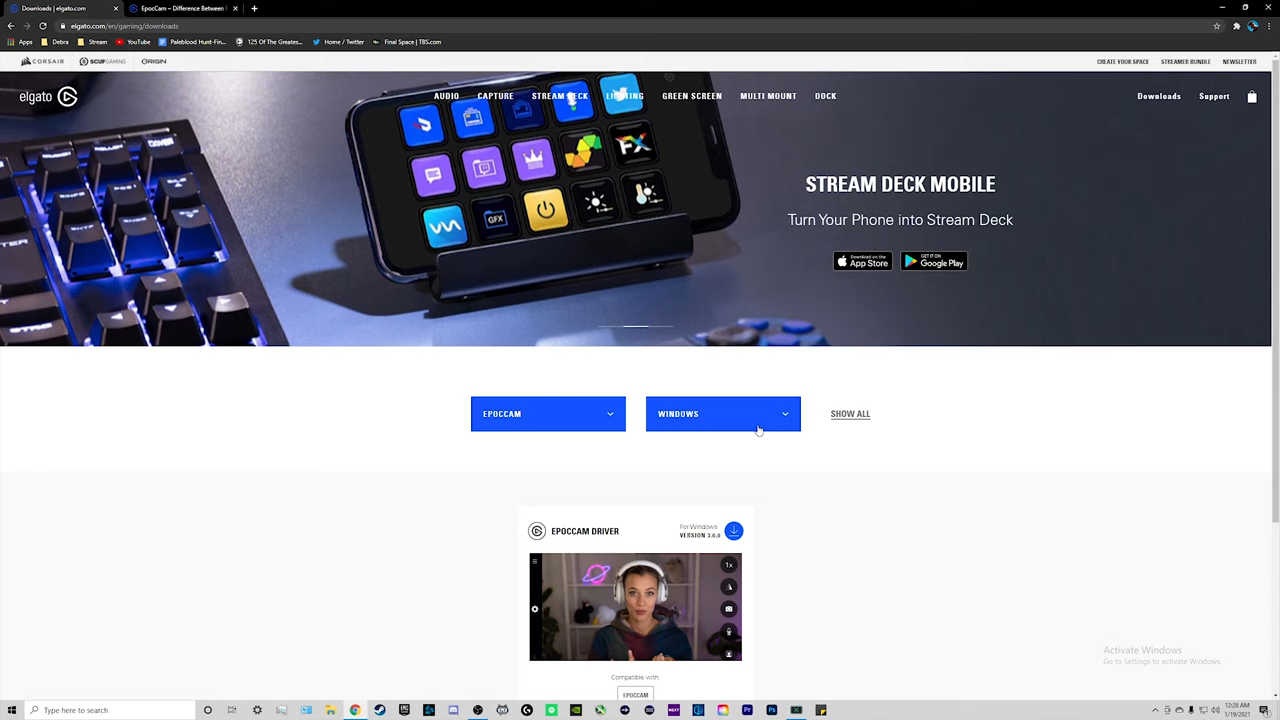 Downloads | elgato.com
EpocCam – Difference Between
elgato.com/en/gaming/downloads
Apps
Debra
Stream
YouTube
Paleblood Hunt-Fin...
125 Of The Greates...
Home / Twitter
Final Space | TBS.com
CORSAIR
SCUFGAMING
ORIGIN
CREATE YOUR SPACE
STREAMER BUNDLE
NEWSLETTER
elgato
AUDIO
CAPTURE
STREAM DECK
LIGHTING
GREEN SCREEN
MULTI MOUNT
DOCK
Downloads
Support
FX
GFX
STREAM DECK MOBILE
Turn Your Phone into Stream Deck
Download on the
App Store
GET IT ON
Google Play
EPOCCAM
WINDOWS
SHOW ALL
EPOCCAM DRIVER
For Windows
VERSION 3.0.0
1x
Compatible with:
EPOCCAM
Activate Windows
Go to Settings to activate Windows.
Type here to search
12:28 AM
1/19/2021